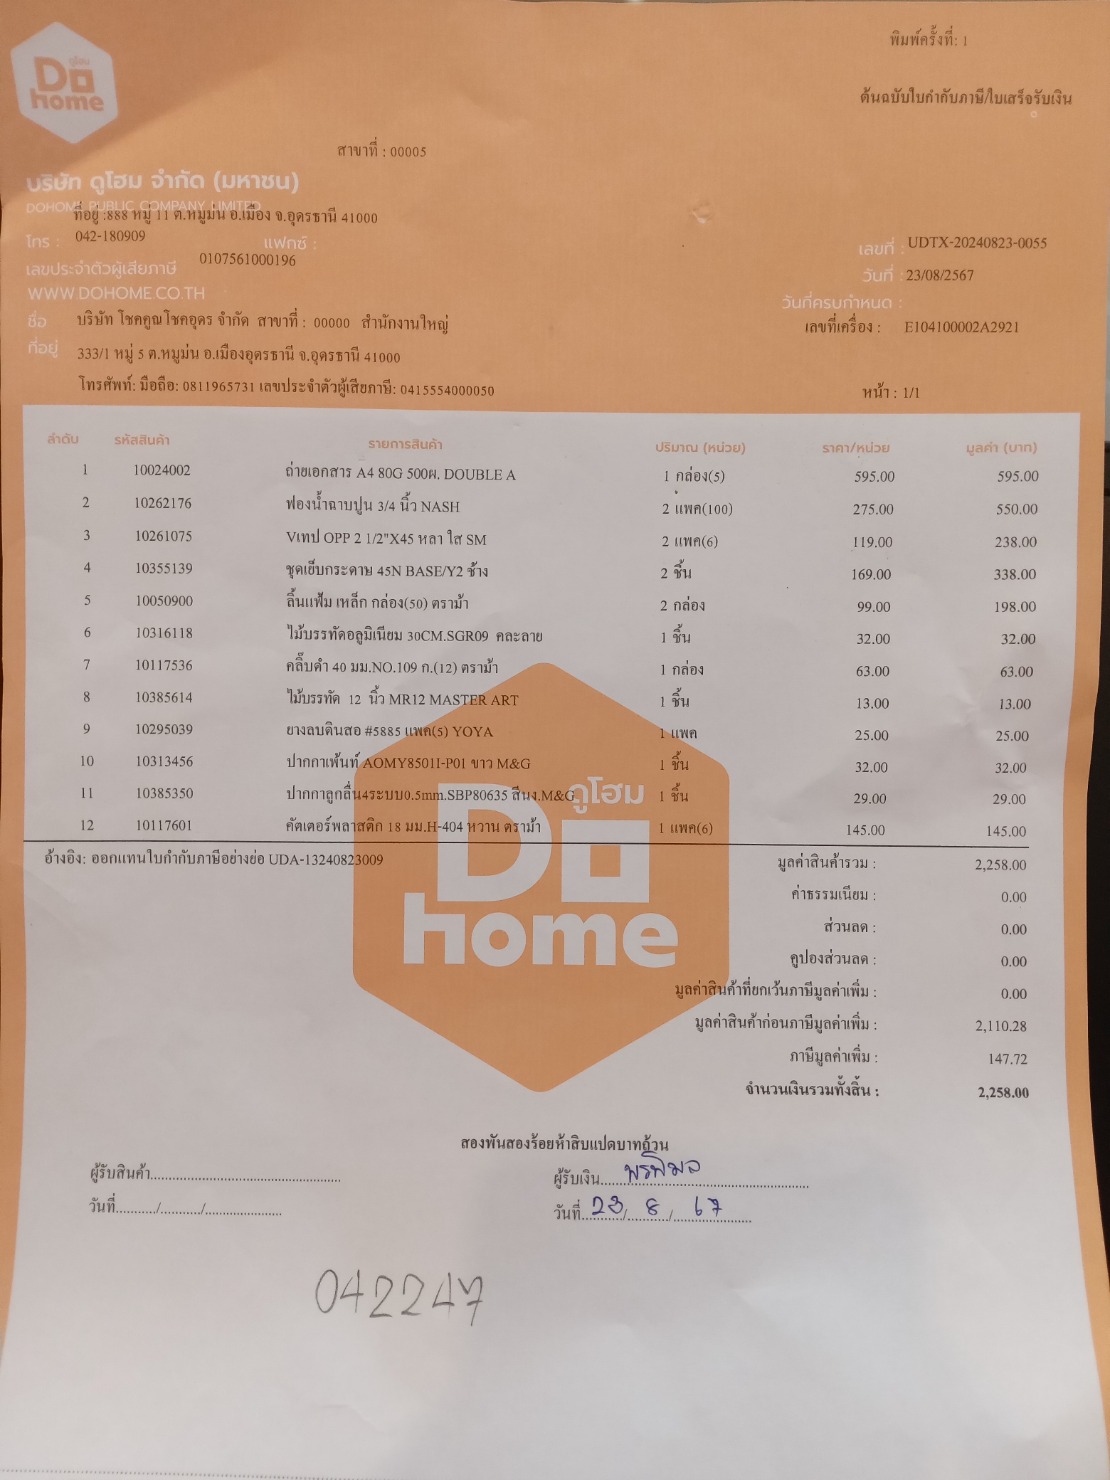 ดูโฮม
Do
home
พิมพ์ครั้งที่: 1
ต้นฉบับใบกำกับภาษี/ใบเสร็จรับเงิน
สาขาที่ : 00005
บริษัท ดูโฮม จำกัด (มหาชน)
DOHOME PUBLIC COMPANY LIMITED
ที่อยู่ :888 หมู่ 11 ต.หมูม่น อ.เมือง จ.อุดรธานี 41000
โทร : 042-180909 แฟกซ์ :
เลขประจำตัวผู้เสียภาษี 0107561000196
WWW.DOHOME.CO.TH
เลขที่ : UDTX-20240823-0055
วันที่ : 23/08/2567
วันที่ครบกำหนด :
เลขที่เครื่อง : E104100002A2921
ชื่อ บริษัท โชคคูณโชคอุดร จำกัด สาขาที่ : 00000 สำนักงานใหญ่
ที่อยู่ 333/1 หมู่ 5 ต.หมูม่น อ.เมืองอุดรธานี จ.อุดรธานี 41000
โทรศัพท์: มือถือ: 0811965731 เลขประจำตัวผู้เสียภาษี: 0415554000050
หน้า : 1/1
ลำดับ รหัสสินค้า รายการสินค้า ปริมาณ (หน่วย) ราคา/หน่วย มูลค่า (บาท)
1 10024002 ถ่ายเอกสาร A4 80G 500ผ. DOUBLE A 1 กล่อง(5) 595.00 595.00
2 10262176 ฟองน้ำฉาบปูน 3/4 นิ้ว NASH 2 แพค(100) 275.00 550.00
3 10261075 Vเทป OPP 2 1/2"X45 หลา ใส SM 2 แพค(6) 119.00 238.00
4 10355139 ชุดเย็บกระดาษ 45N BASE/Y2 ช้าง 2 ชิ้น 169.00 338.00
5 10050900 ลิ้นแฟ้ม เหล็ก กล่อง(50) ตราม้า 2 กล่อง 99.00 198.00
6 10316118 ไม้บรรทัดอลูมิเนียม 30CM.SGR09 คละลาย 1 ชิ้น 32.00 32.00
7 10117536 คลิ๊บดำ 40 มม.NO.109 ก.(12) ตราม้า 1 กล่อง 63.00 63.00
8 10385614 ไม้บรรทัด 12 นิ้ว MR12 MASTER ART 1 ชิ้น 13.00 13.00
9 10295039 ยางลบดินสอ #5885 แพค(5) YOYA 1 แพค 25.00 25.00
10 10313456 ปากกาเพ้นท์ AOMY8501I-P01 ขาว M&G 1 ชิ้น 32.00 32.00
11 10385350 ปากกาลูกลื่น4ระบบ0.5mm.SBP80635 สีนง.M&G 1 ชิ้น 29.00 29.00
12 10117601 คัตเตอร์พลาสติก 18 มม.H-404 หวาน ตราม้า 1 แพค(6) 145.00 145.00
ดูโฮม
Do
home
อ้างอิง: ออกแทนใบกำกับภาษีอย่างย่อ UDA-13240823009
มูลค่าสินค้ารวม : 2,258.00
ค่าธรรมเนียม : 0.00
ส่วนลด : 0.00
คูปองส่วนลด : 0.00
มูลค่าสินค้าที่ยกเว้นภาษีมูลค่าเพิ่ม : 0.00
มูลค่าสินค้าก่อนภาษีมูลค่าเพิ่ม : 2,110.28
ภาษีมูลค่าเพิ่ม : 147.72
จำนวนเงินรวมทั้งสิ้น : 2,258.00
สองพันสองร้อยห้าสิบแปดบาทถ้วน
ผู้รับสินค้า............................................. ผู้รับเงิน....พรพิมล....................
วันที่........../........../.................. วันที่ 23 / 8 / 67
042247